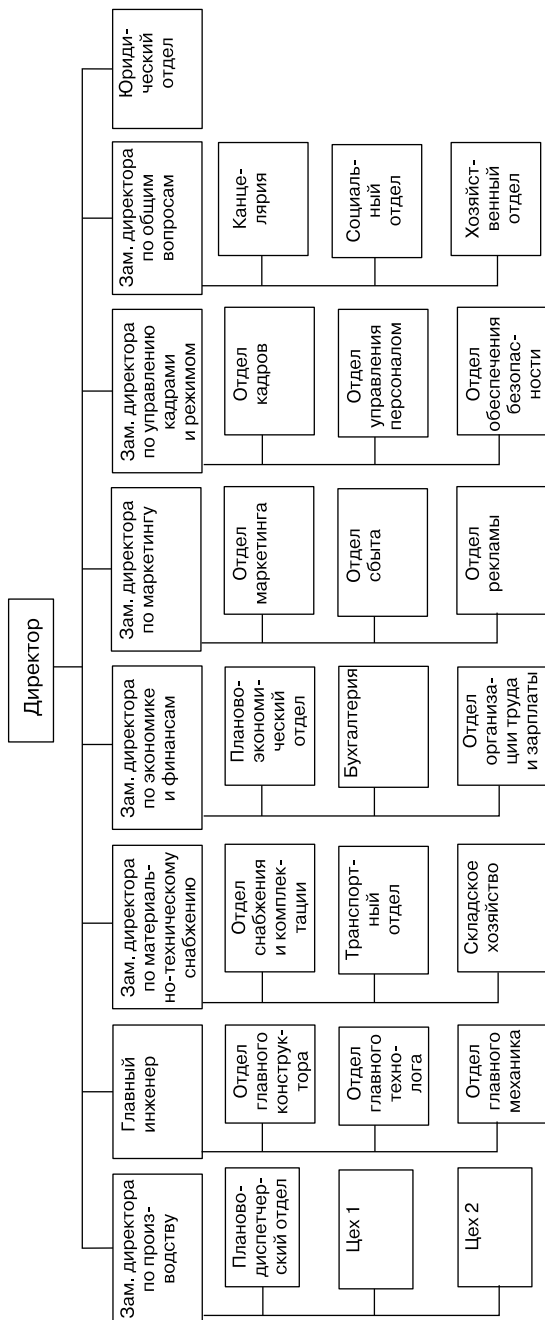 Директор
Зам. директора
по произ-
водству
Планово-
диспетчер-
ский отдел
Цех 1
Цех 2
Главный
инженер
Отдел
главного
конструк-
тора
Отдел
главного
техно-
лога
Отдел
главного
механика
Зам. директора
по материаль-
но-техническому
снабжению
Отдел
снабжения
и комплек-
тации
Транспорт-
ный
отдел
Складское
хозяйство
Зам. директора
по экономике
и финансам
Планово-
экономи-
ческий
отдел
Бухгалтерия
Отдел
организа-
ции труда
и зарплаты
Зам. директора
по маркетингу
Отдел
маркетинга
Отдел
сбыта
Отдел
рекламы
Зам. директора
по управлению
кадрами
и режимом
Отдел
кадров
Отдел
управления
персоналом
Отдел
обеспечения
безопас-
ности
Зам. директора
по общим
вопросам
Канце-
лярия
Социаль-
ный
отдел
Хозяйст-
венный
отдел
Юриди-
ческий
отдел